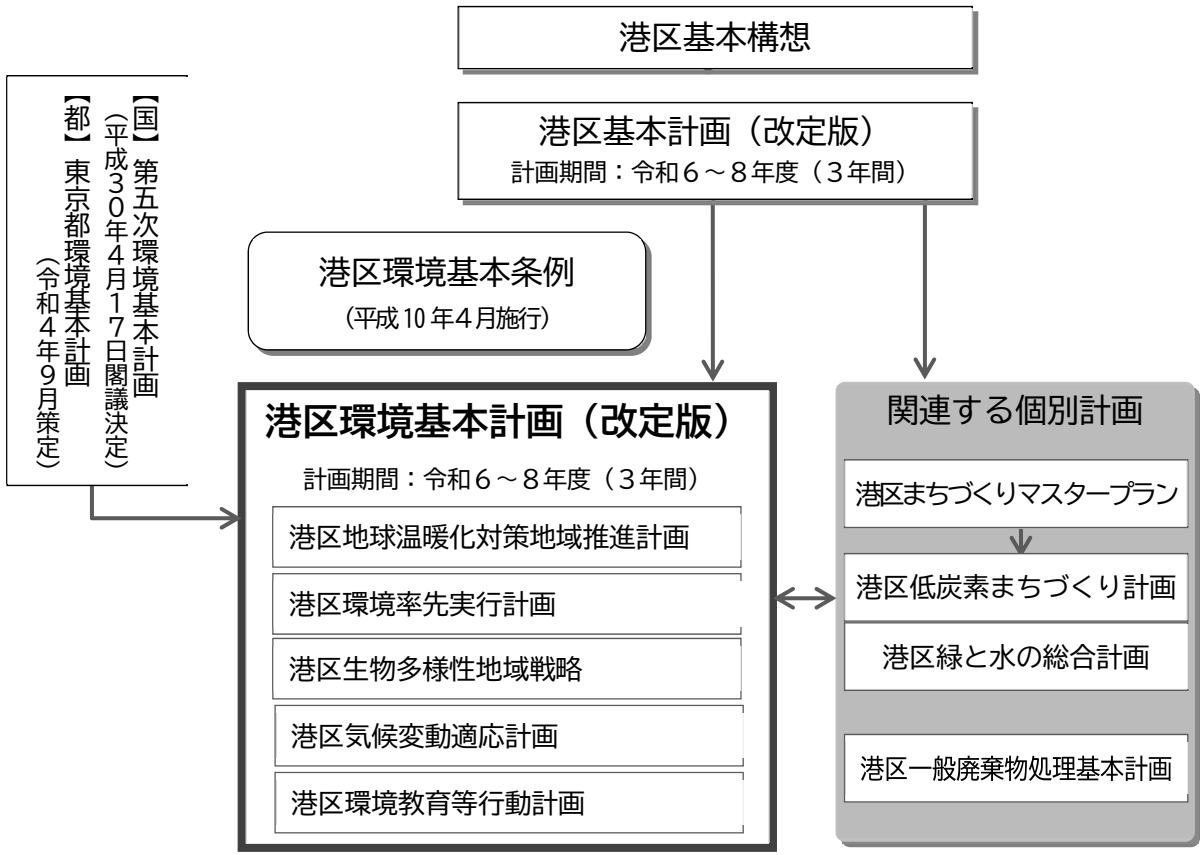 港区基本構想
港区基本計画（改定版）
計画期間：令和６～８年度（３年間）
【国】第五次環境基本計画
（平成３０年４月１７日閣議決定）
【都】東京都環境基本計画
（令和４年９月策定）
港区環境基本条例
（平成10年４月施行）
港区環境基本計画（改定版）
計画期間：令和６～８年度（３年間）
港区地球温暖化対策地域推進計画
港区環境率先実行計画
港区生物多様性地域戦略
港区気候変動適応計画
港区環境教育等行動計画
関連する個別計画
港区まちづくりマスタープラン
港区低炭素まちづくり計画
港区緑と水の総合計画
港区一般廃棄物処理基本計画